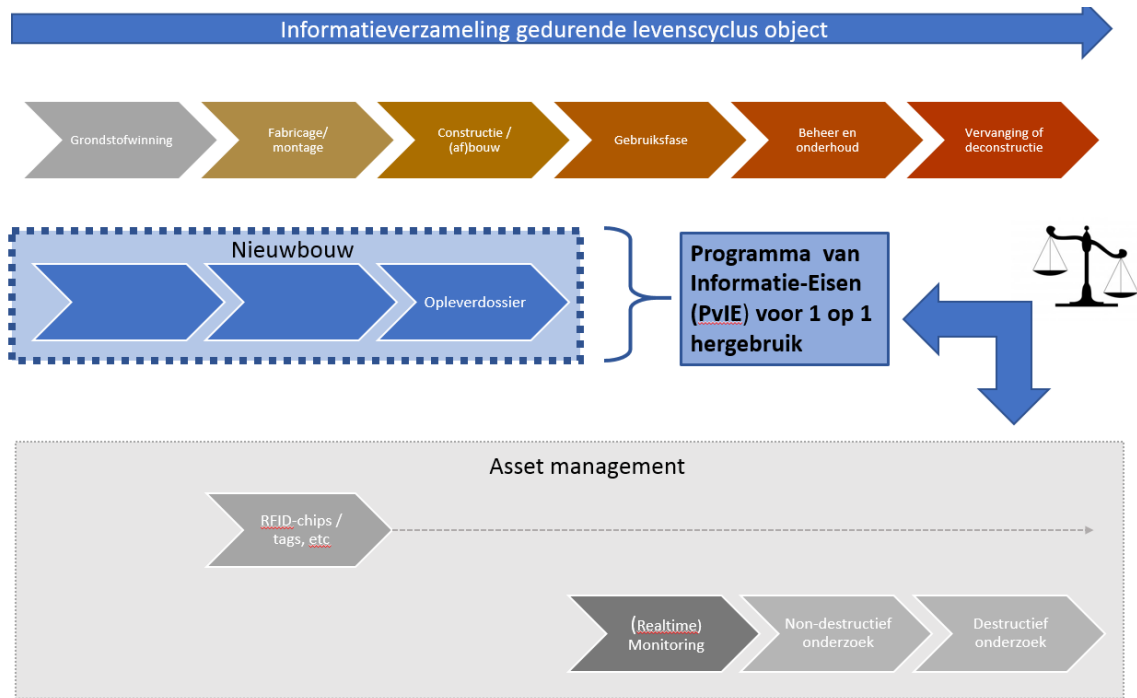 Informatieverzameling gedurende levenscyclus object
Grondstofwinning
Fabricage/
montage
Constructie /
(af)bouw
Gebruiksfase
Beheer en
onderhoud
Vervanging of
deconstructie
Nieuwbouw
Opleverdossier
Programma van
Informatie-Eisen
(PvIE) voor 1 op 1
hergebruik
Asset management
RFID-chips /
tags, etc
(Realtime)
Monitoring
Non-destructief
onderzoek
Destructief
onderzoek